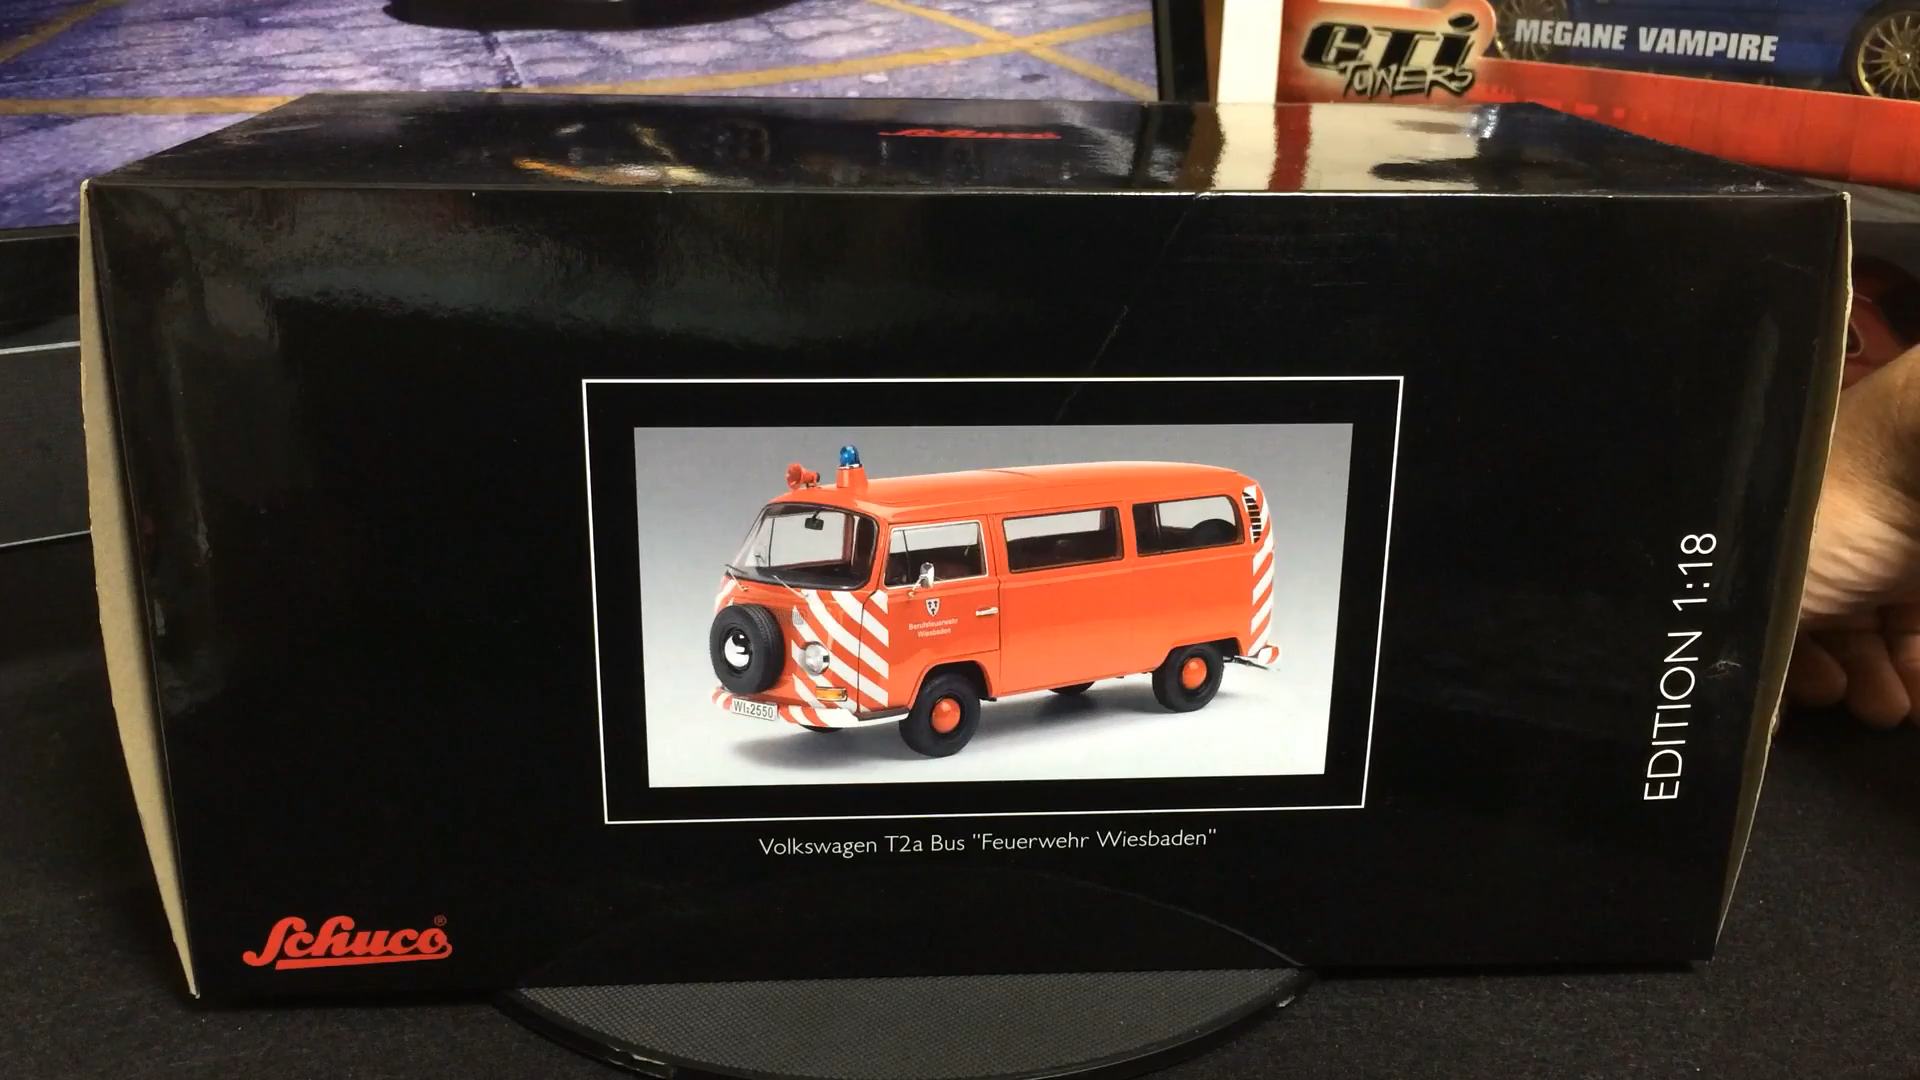 GTi
TUNERS
MEGANE VAMPIRE
Schuco
Berufsfeuerwehr
Wiesbaden
WI-2550
EDITION 1:18
Volkswagen T2a Bus "Feuerwehr Wiesbaden"
Schuco®